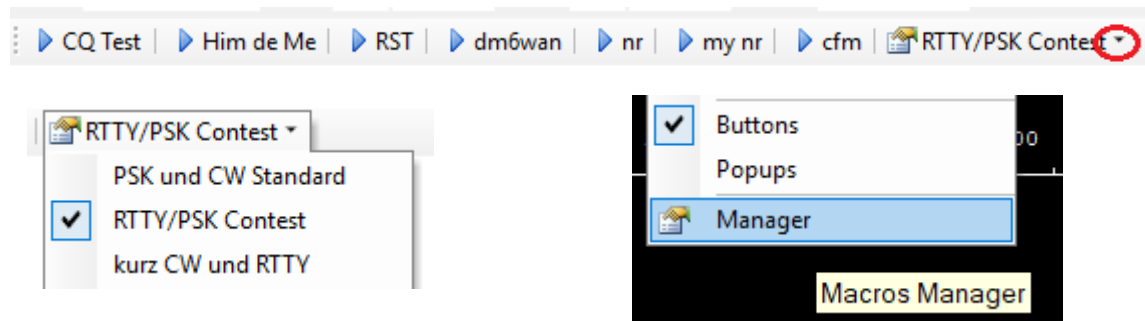 CQ Test | Him de Me | RST | dm6wan | nr | my nr | cfm | RTTY/PSK Contest
RTTY/PSK Contest
PSK und CW Standard
RTTY/PSK Contest
kurz CW und RTTY
Buttons
00
Popups
Manager
Macros Manager